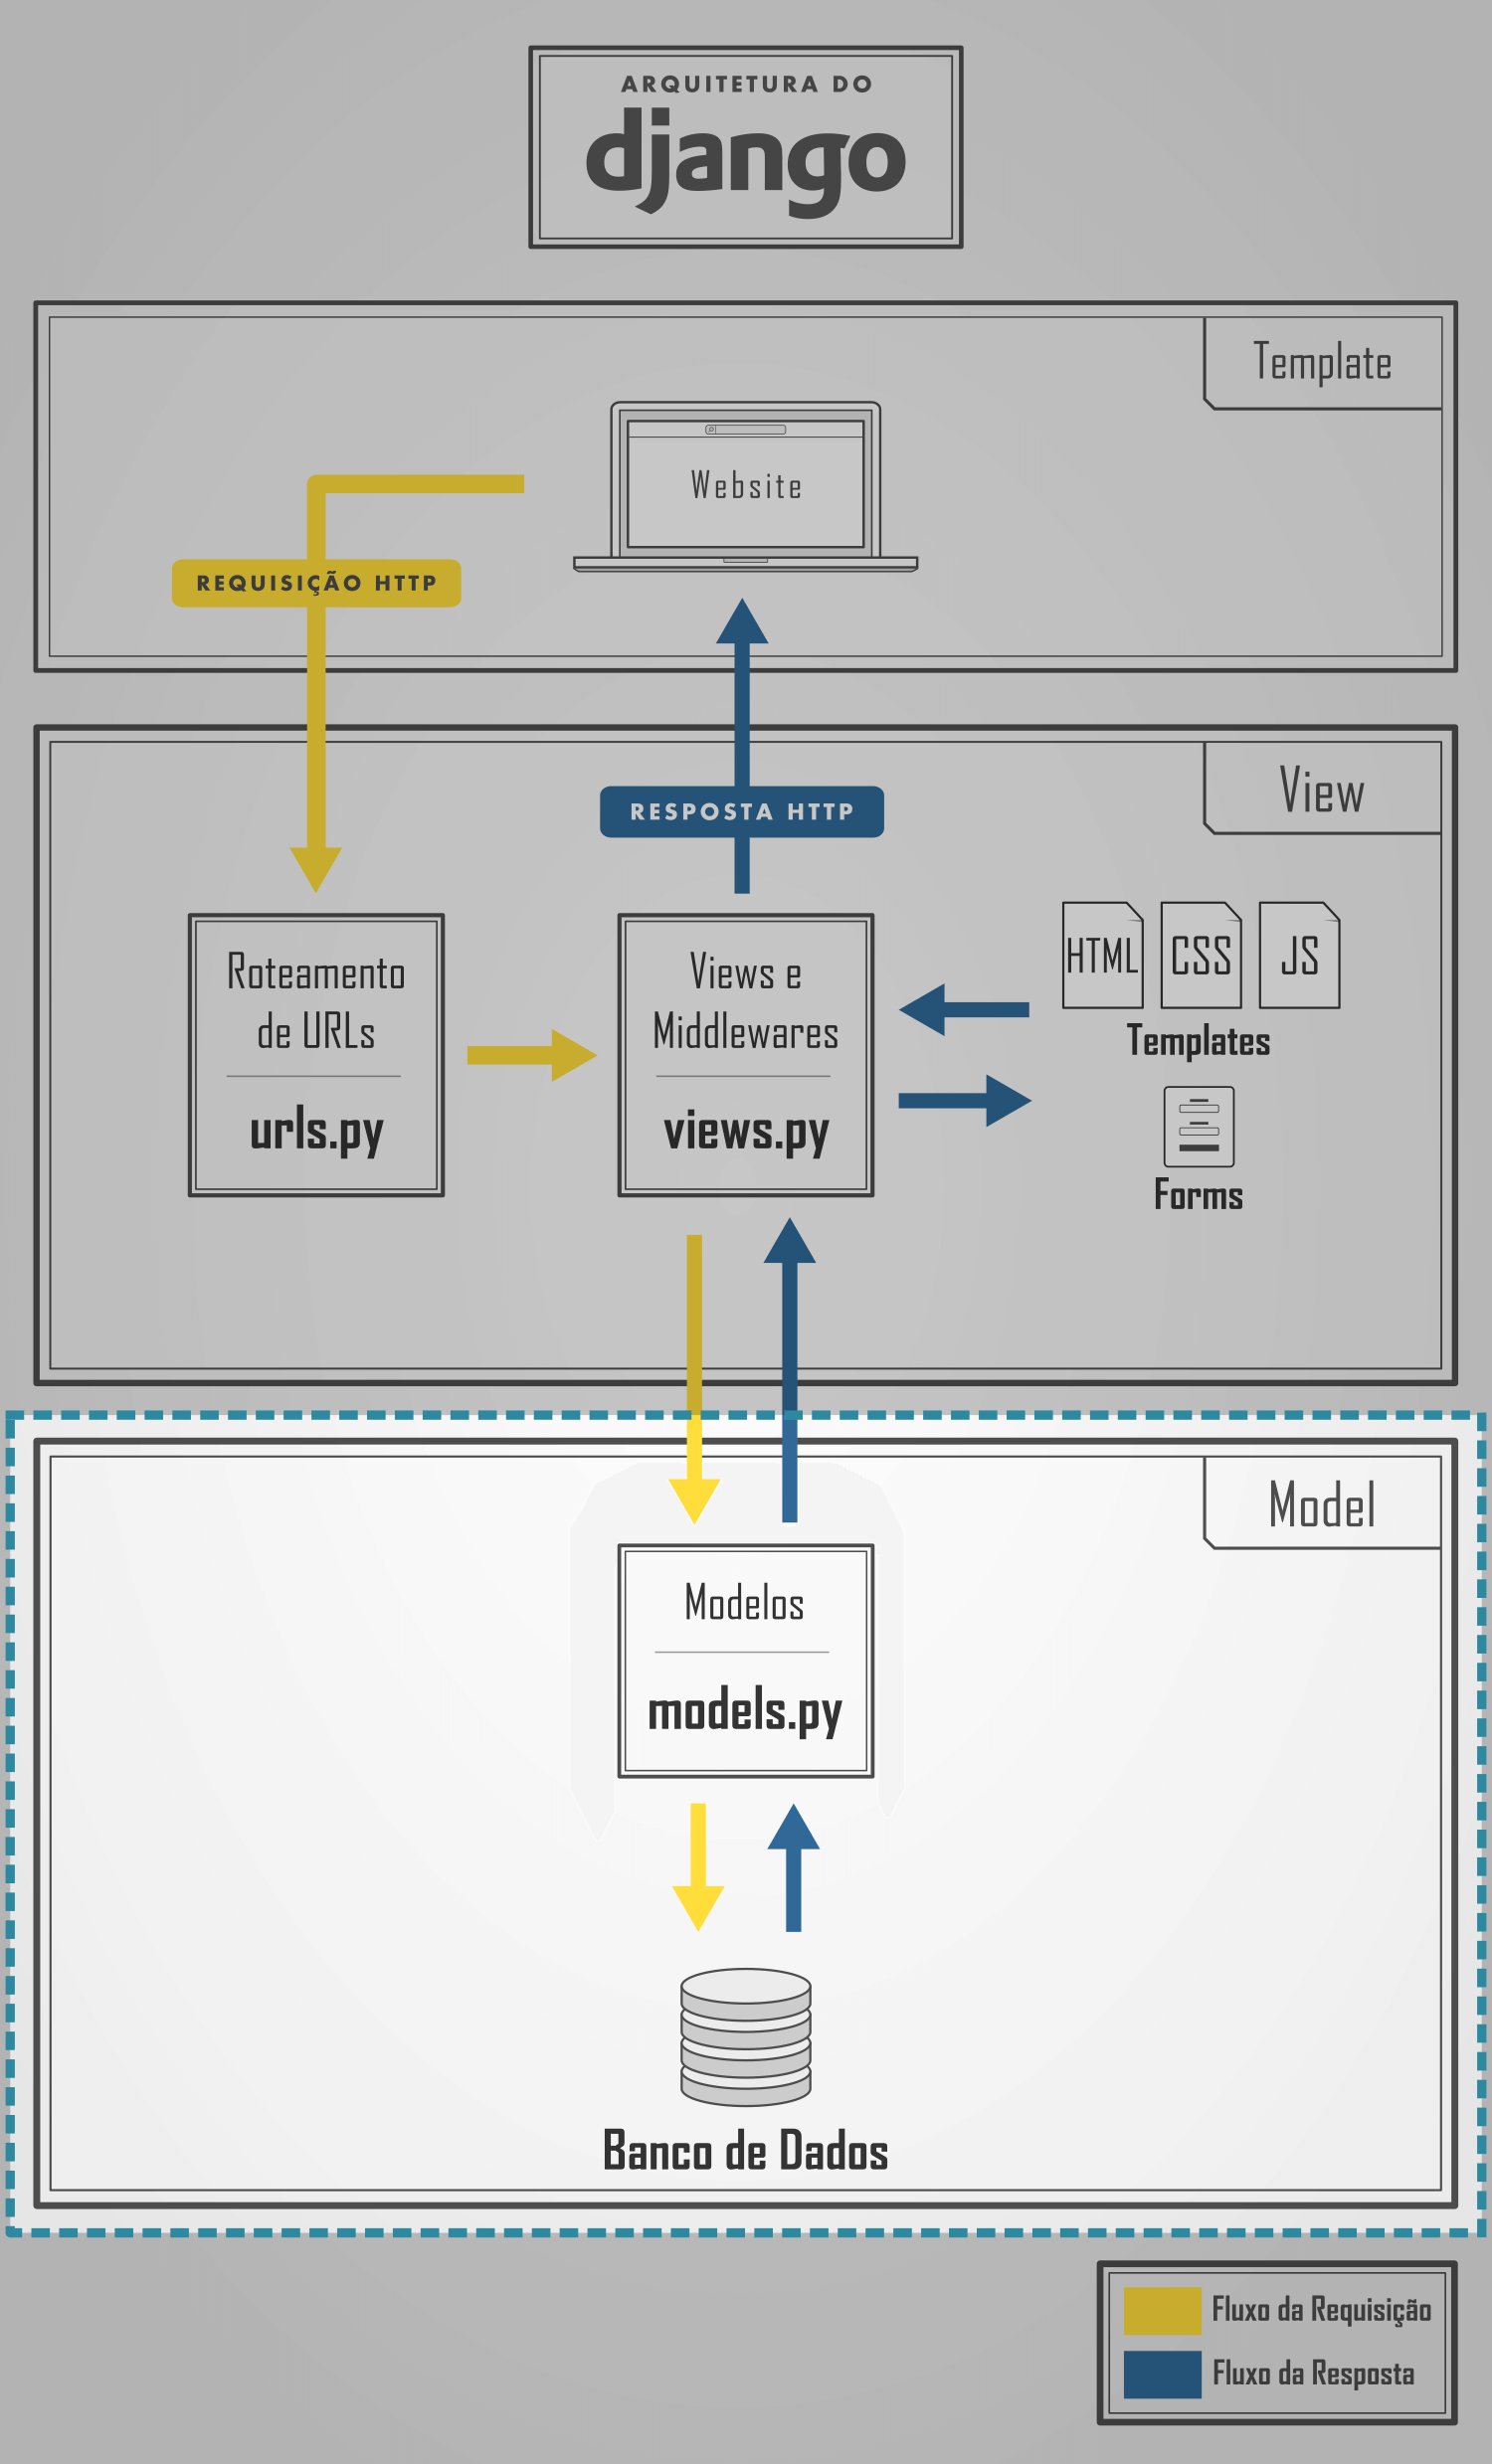 ARQUITETURA DO
django
Template
Website
REQUISIÇÃO HTTP
View
RESPOSTA HTTP
Roteamento
de URLs
urls.py
Views e
Middlewares
views.py
HTML
CSS
JS
Templates
Forms
Model
Modelos
models.py
Banco de Dados
Fluxo da Requisição
Fluxo da Resposta